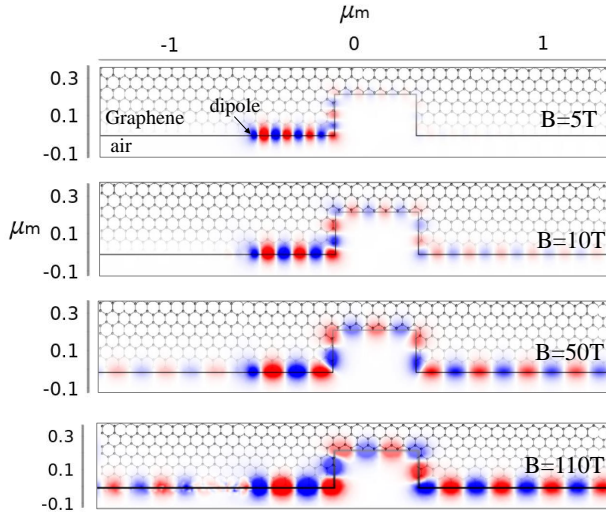 μm
-1 0 1
0.3
dipole
Graphene
0.1
B=5T
air
-0.1
0.3
μm
0.1
B=10T
-0.1
0.3
B=50T
0.1
-0.1
0.3
B=110T
0.1
-0.1